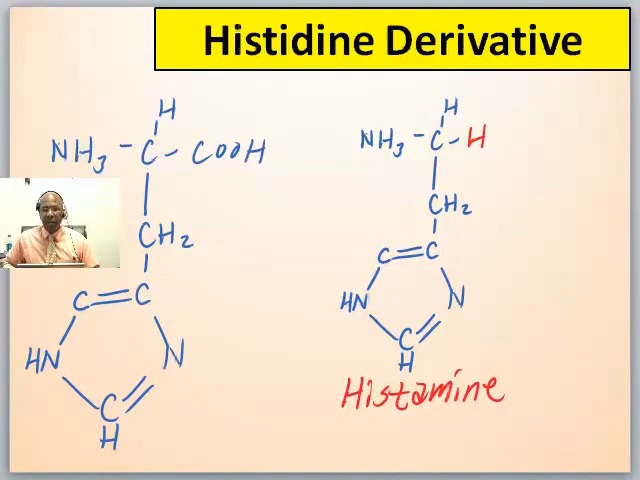 Histidine Derivative
H
NH3 - C - COOH
CH2
C = C
HN N
C
H
H
NH3 - C - H
CH2
C = C
HN N
C
H
Histamine